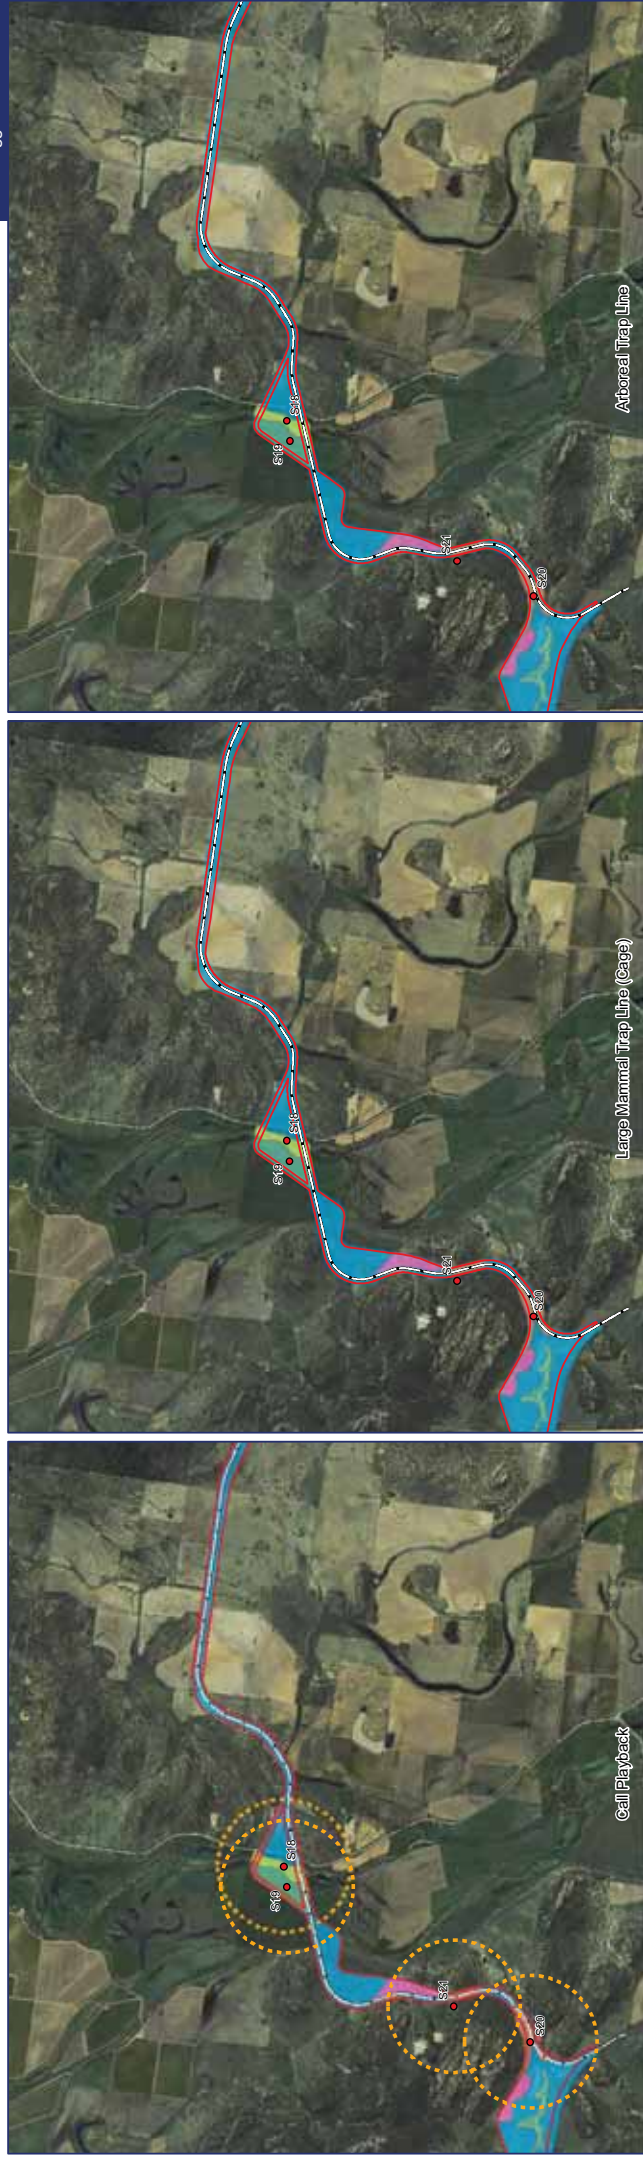 Arboreal Trap Line
S18
S19
S21
S20
Large Mammal Trap Line (Cage)
S18
S19
S21
S20
Call Playback
S18
S19
S21
S20